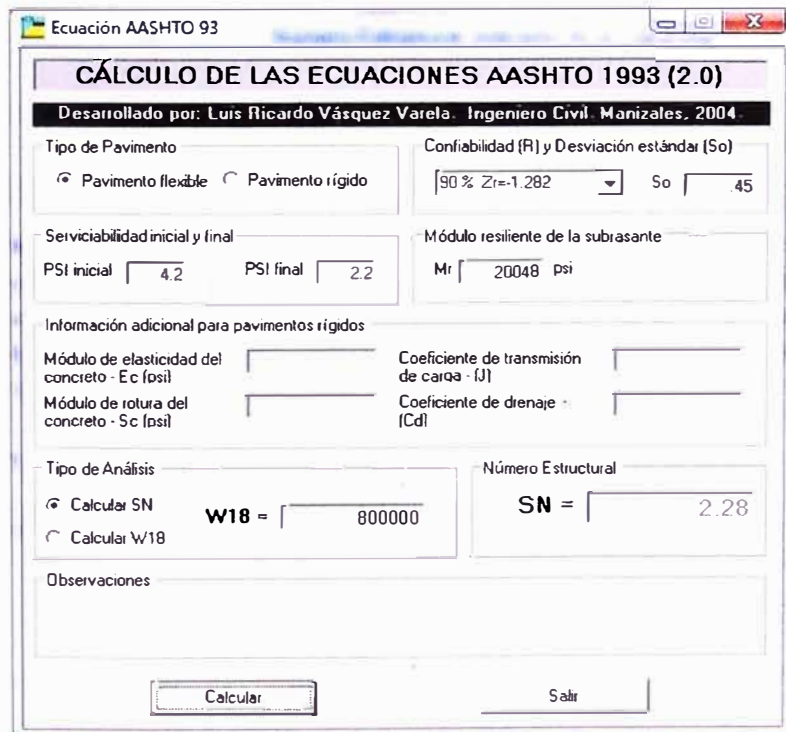 Ecuación AASHTO 93
CÁLCULO DE LAS ECUACIONES AASHTO 1993 (2.0)
Desarrollado por: Luis Ricardo Vásquez Varela. Ingeniero Civil. Manizales, 2004.
Tipo de Pavimento
Pavimento flexible Pavimento rígido
Confiabilidad (R) y Desviación estándar (So)
90 % Zr=-1.282 So .45
Serviciabilidad inicial y final
PSI inicial 4.2 PSI final 2.2
Módulo resiliente de la subrasante
Mr 20048 psi
Información adicional para pavimentos rígidos
Módulo de elasticidad del
concreto - Ec (psi)
Coeficiente de transmisión
de carga - (J)
Módulo de rotura del
concreto - Sc (psi)
Coeficiente de drenaje -
(Cd)
Tipo de Análisis
Calcular SN
Calcular W18
W18 = 800000
Número Estructural
SN = 2.28
Observaciones
Calcular Salir